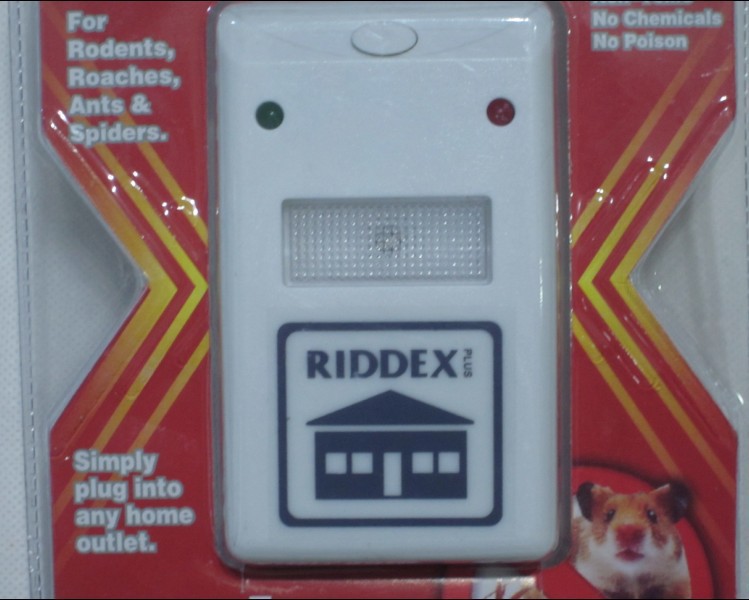 For
Rodents,
Roaches,
Ants &
Spiders.
No Chemicals
No Poison
RIDDEX PLUS
Simply
plug into
any home
outlet.